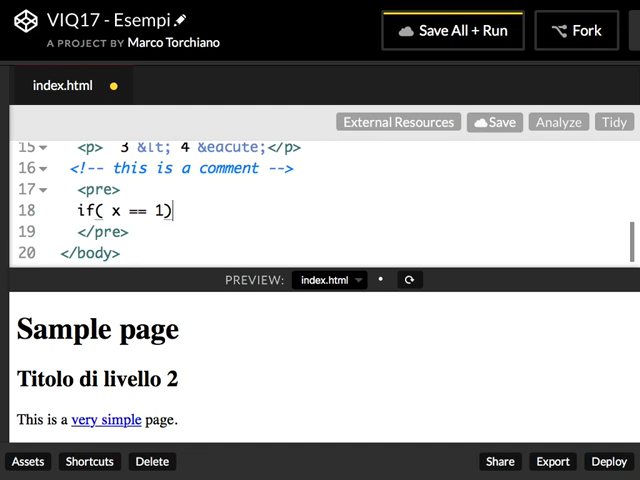 VIQ17 - Esempi
A PROJECT BY Marco Torchiano
Save All + Run
Fork
index.html
External Resources
Save
Analyze
Tidy
15 <p> 3 &lt; 4 &eacute;</p>
16 <!-- this is a comment -->
17 <pre>
18 if( x == 1)
19 </pre>
20 </body>
PREVIEW: index.html
Sample page
Titolo di livello 2
This is a very simple page.
Assets Shortcuts Delete Share Export Deploy